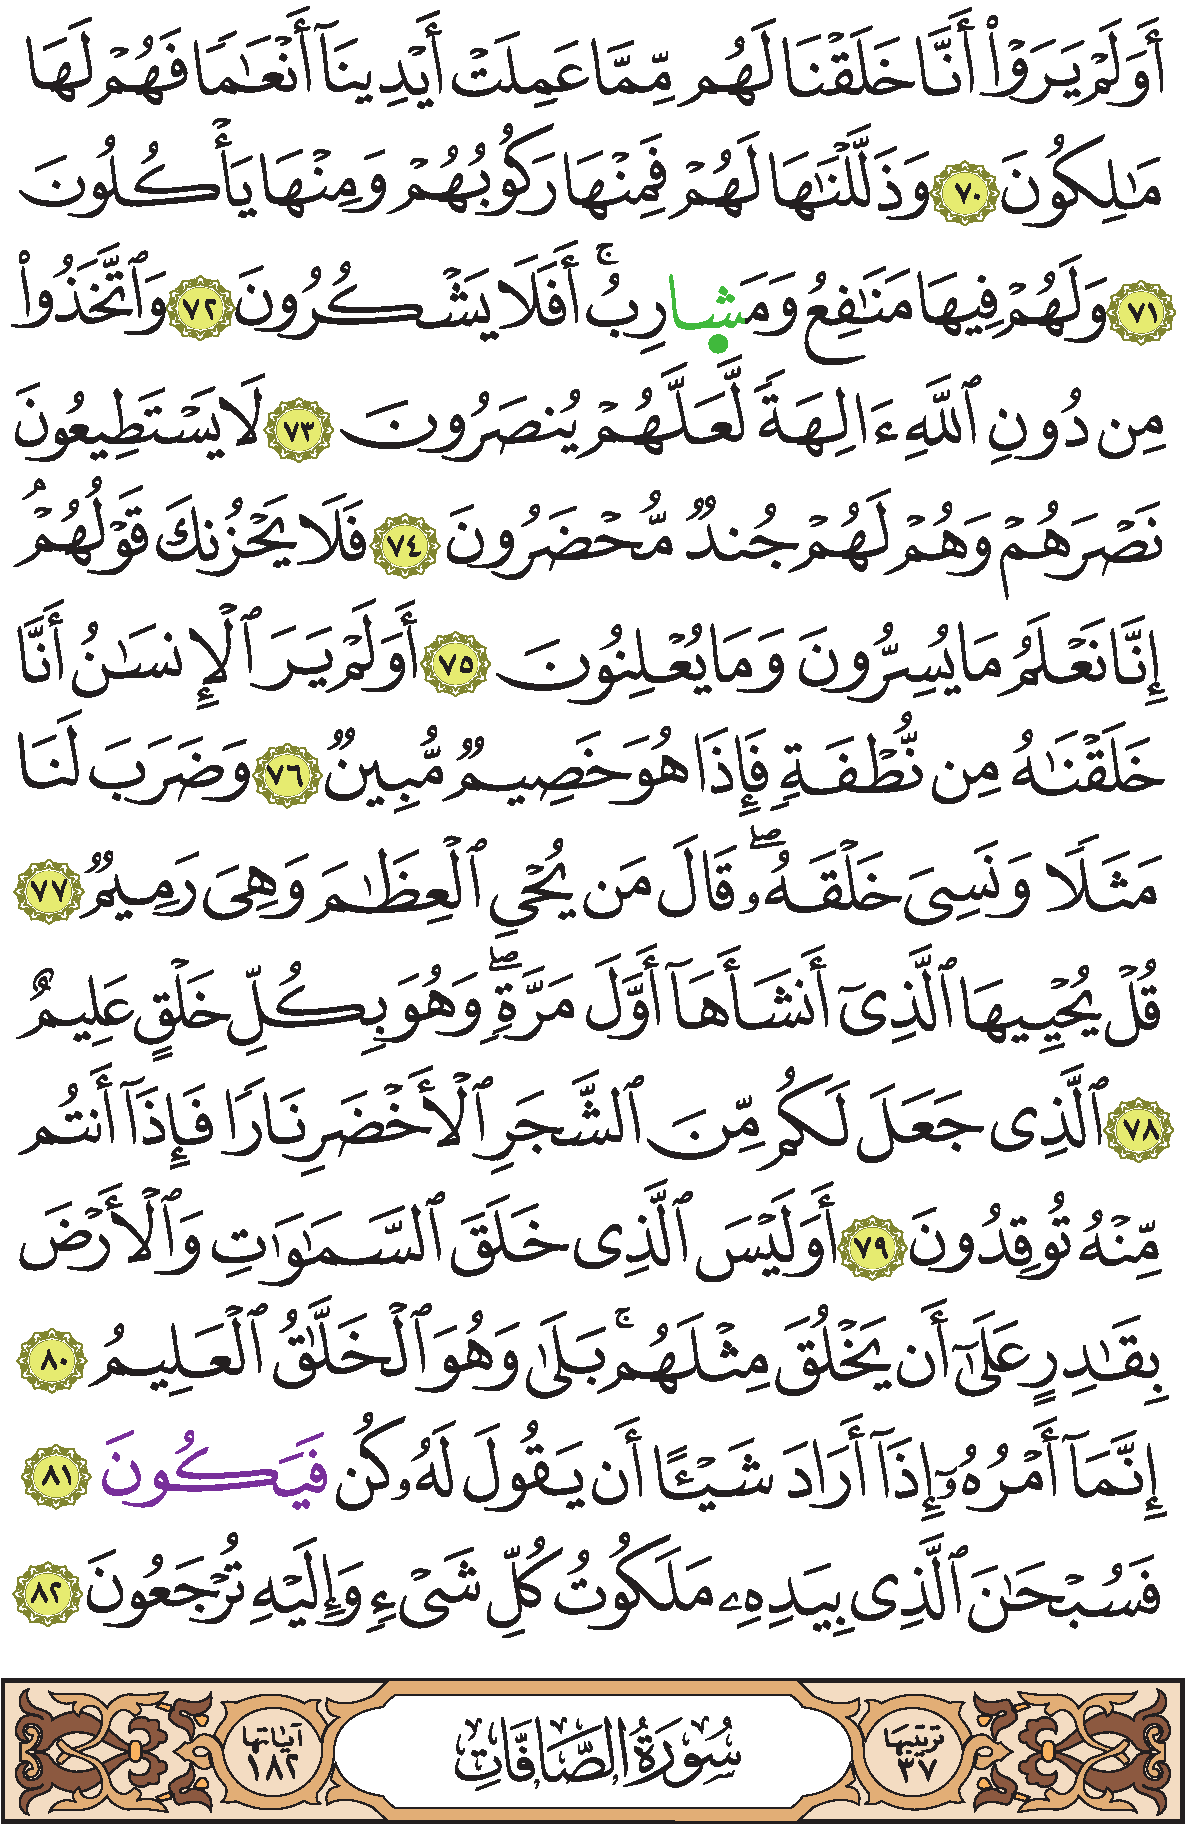 أَوَلَمْ يَرَوْا۟ أَنَّا خَلَقْنَا لَهُم مِّمَّا عَمِلَتْ أَيْدِينَآ أَنْعَـٰمًا فَهُمْ لَهَا
مَـٰلِكُونَ ٧٠ وَذَلَّلْنَـٰهَا لَهُمْ فَمِنْهَا رَكُوبُهُمْ وَمِنْهَا يَأْكُلُونَ
٧١ وَلَهُمْ فِيهَا مَنَـٰفِعُ وَمَشَارِبُ ۚ أَفَلَا يَشْكُرُونَ ٧٢ وَٱتَّخَذُوا۟
مِن دُونِ ٱللَّهِ ءَالِهَةً لَّعَلَّهُمْ يُنصَرُونَ ٧٣ لَا يَسْتَطِيعُونَ
نَصْرَهُمْ وَهُمْ لَهُمْ جُندٌ مُّحْضَرُونَ ٧٤ فَلَا يَحْزُنكَ قَوْلُهُمْ ۘ
إِنَّا نَعْلَمُ مَا يُسِرُّونَ وَمَا يُعْلِنُونَ ٧٥ أَوَلَمْ يَرَ ٱلْإِنسَـٰنُ أَنَّا
خَلَقْنَـٰهُ مِن نُّطْفَةٍ فَإِذَا هُوَ خَصِيمٌ مُّبِينٌ ٧٦ وَضَرَبَ لَنَا
مَثَلًا وَنَسِىَ خَلْقَهُۥ ۖ قَالَ مَن يُحْىِ ٱلْعِظَـٰمَ وَهِىَ رَمِيمٌ ٧٧
قُلْ يُحْيِيهَا ٱلَّذِىٓ أَنشَأَهَآ أَوَّلَ مَرَّةٍ ۖ وَهُوَ بِكُلِّ خَلْقٍ عَلِيمٌ
٧٨ ٱلَّذِى جَعَلَ لَكُم مِّنَ ٱلشَّجَرِ ٱلْأَخْضَرِ نَارًا فَإِذَآ أَنتُم
مِّنْهُ تُوقِدُونَ ٧٩ أَوَلَيْسَ ٱلَّذِى خَلَقَ ٱلسَّمَـٰوَٰتِ وَٱلْأَرْضَ
بِقَـٰدِرٍ عَلَىٰٓ أَن يَخْلُقَ مِثْلَهُم ۚ بَلَىٰ وَهُوَ ٱلْخَلَّـٰقُ ٱلْعَلِيمُ ٨٠
إِنَّمَآ أَمْرُهُۥٓ إِذَآ أَرَادَ شَيْـًٔا أَن يَقُولَ لَهُۥ كُن فَيَكُونَ ٨١
فَسُبْحَـٰنَ ٱلَّذِى بِيَدِهِۦ مَلَكُوتُ كُلِّ شَىْءٍ وَإِلَيْهِ تُرْجَعُونَ ٨٢
ترتيبها ٣٧ سُورَةُ الصَّافَّاتِ آياتها ١٨٢